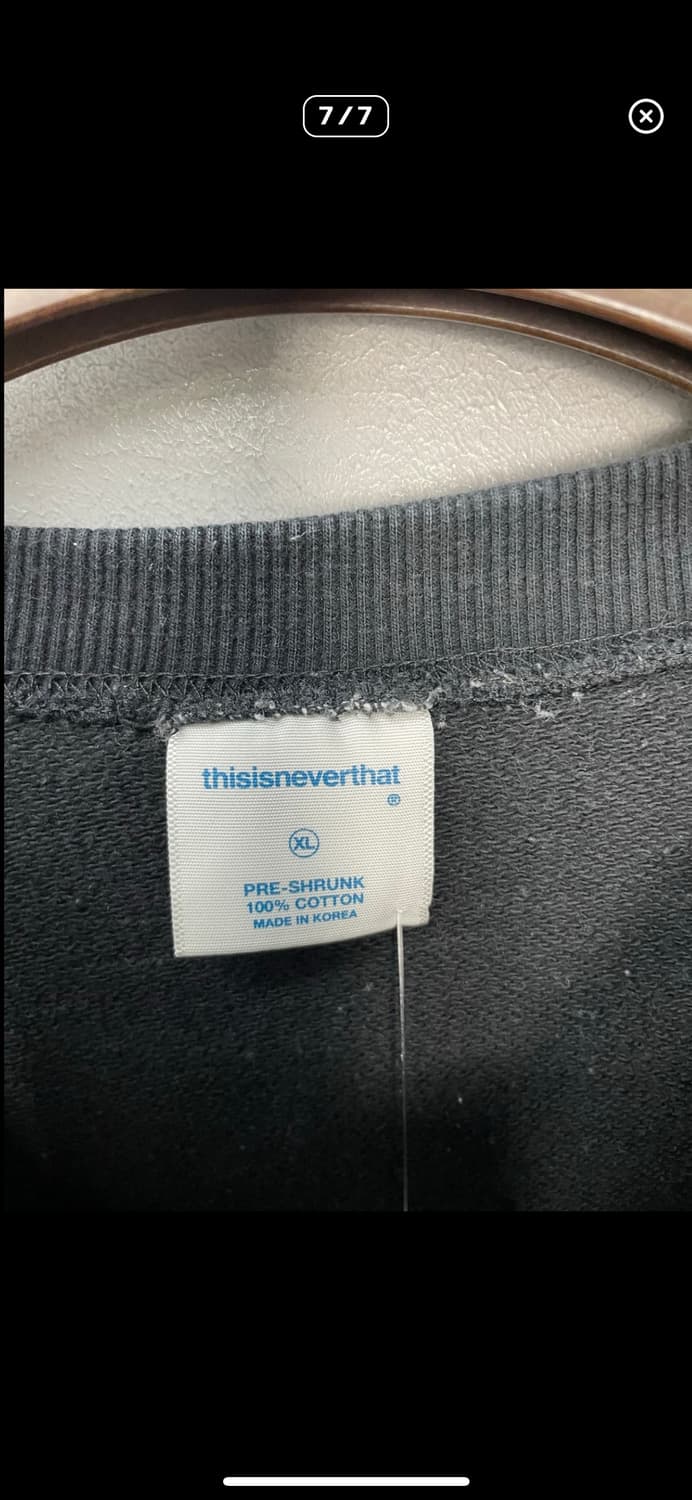 7/7
thisisneverthat
®
XL
PRE-SHRUNK
100% COTTON
MADE IN KOREA